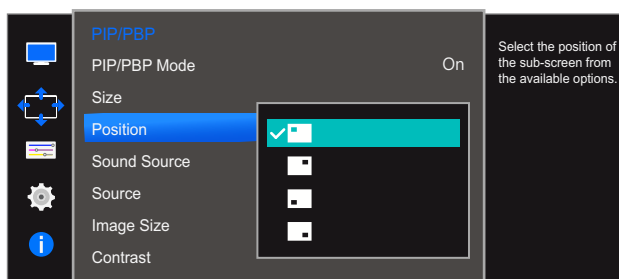 PIP/PBP
PIP/PBP Mode On
Size
Position
Sound Source
Source
Image Size
Contrast
Select the position of
the sub-screen from
the available options.